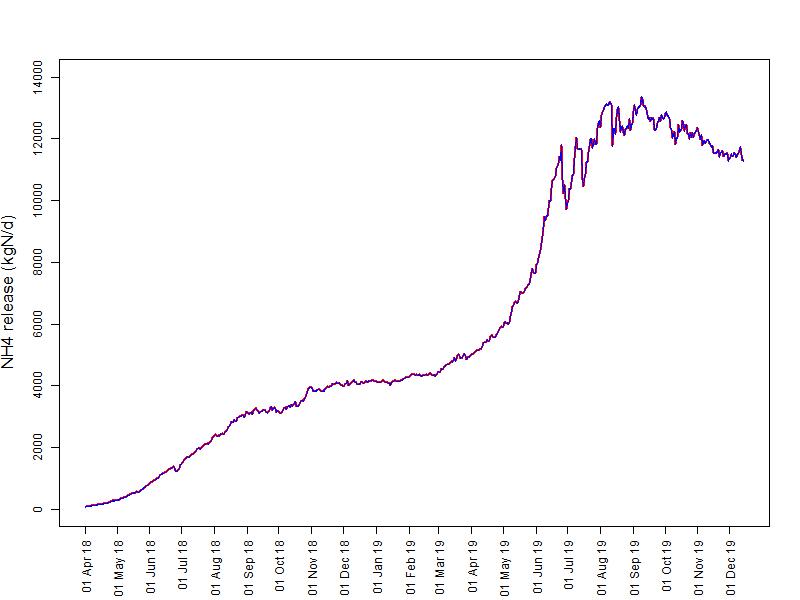 NH4 release (kgN/d)
14000
12000
10000
8000
6000
4000
2000
0
01 Apr 18
01 May 18
01 Jun 18
01 Jul 18
01 Aug 18
01 Sep 18
01 Oct 18
01 Nov 18
01 Dec 18
01 Jan 19
01 Feb 19
01 Mar 19
01 Apr 19
01 May 19
01 Jun 19
01 Jul 19
01 Aug 19
01 Sep 19
01 Oct 19
01 Nov 19
01 Dec 19